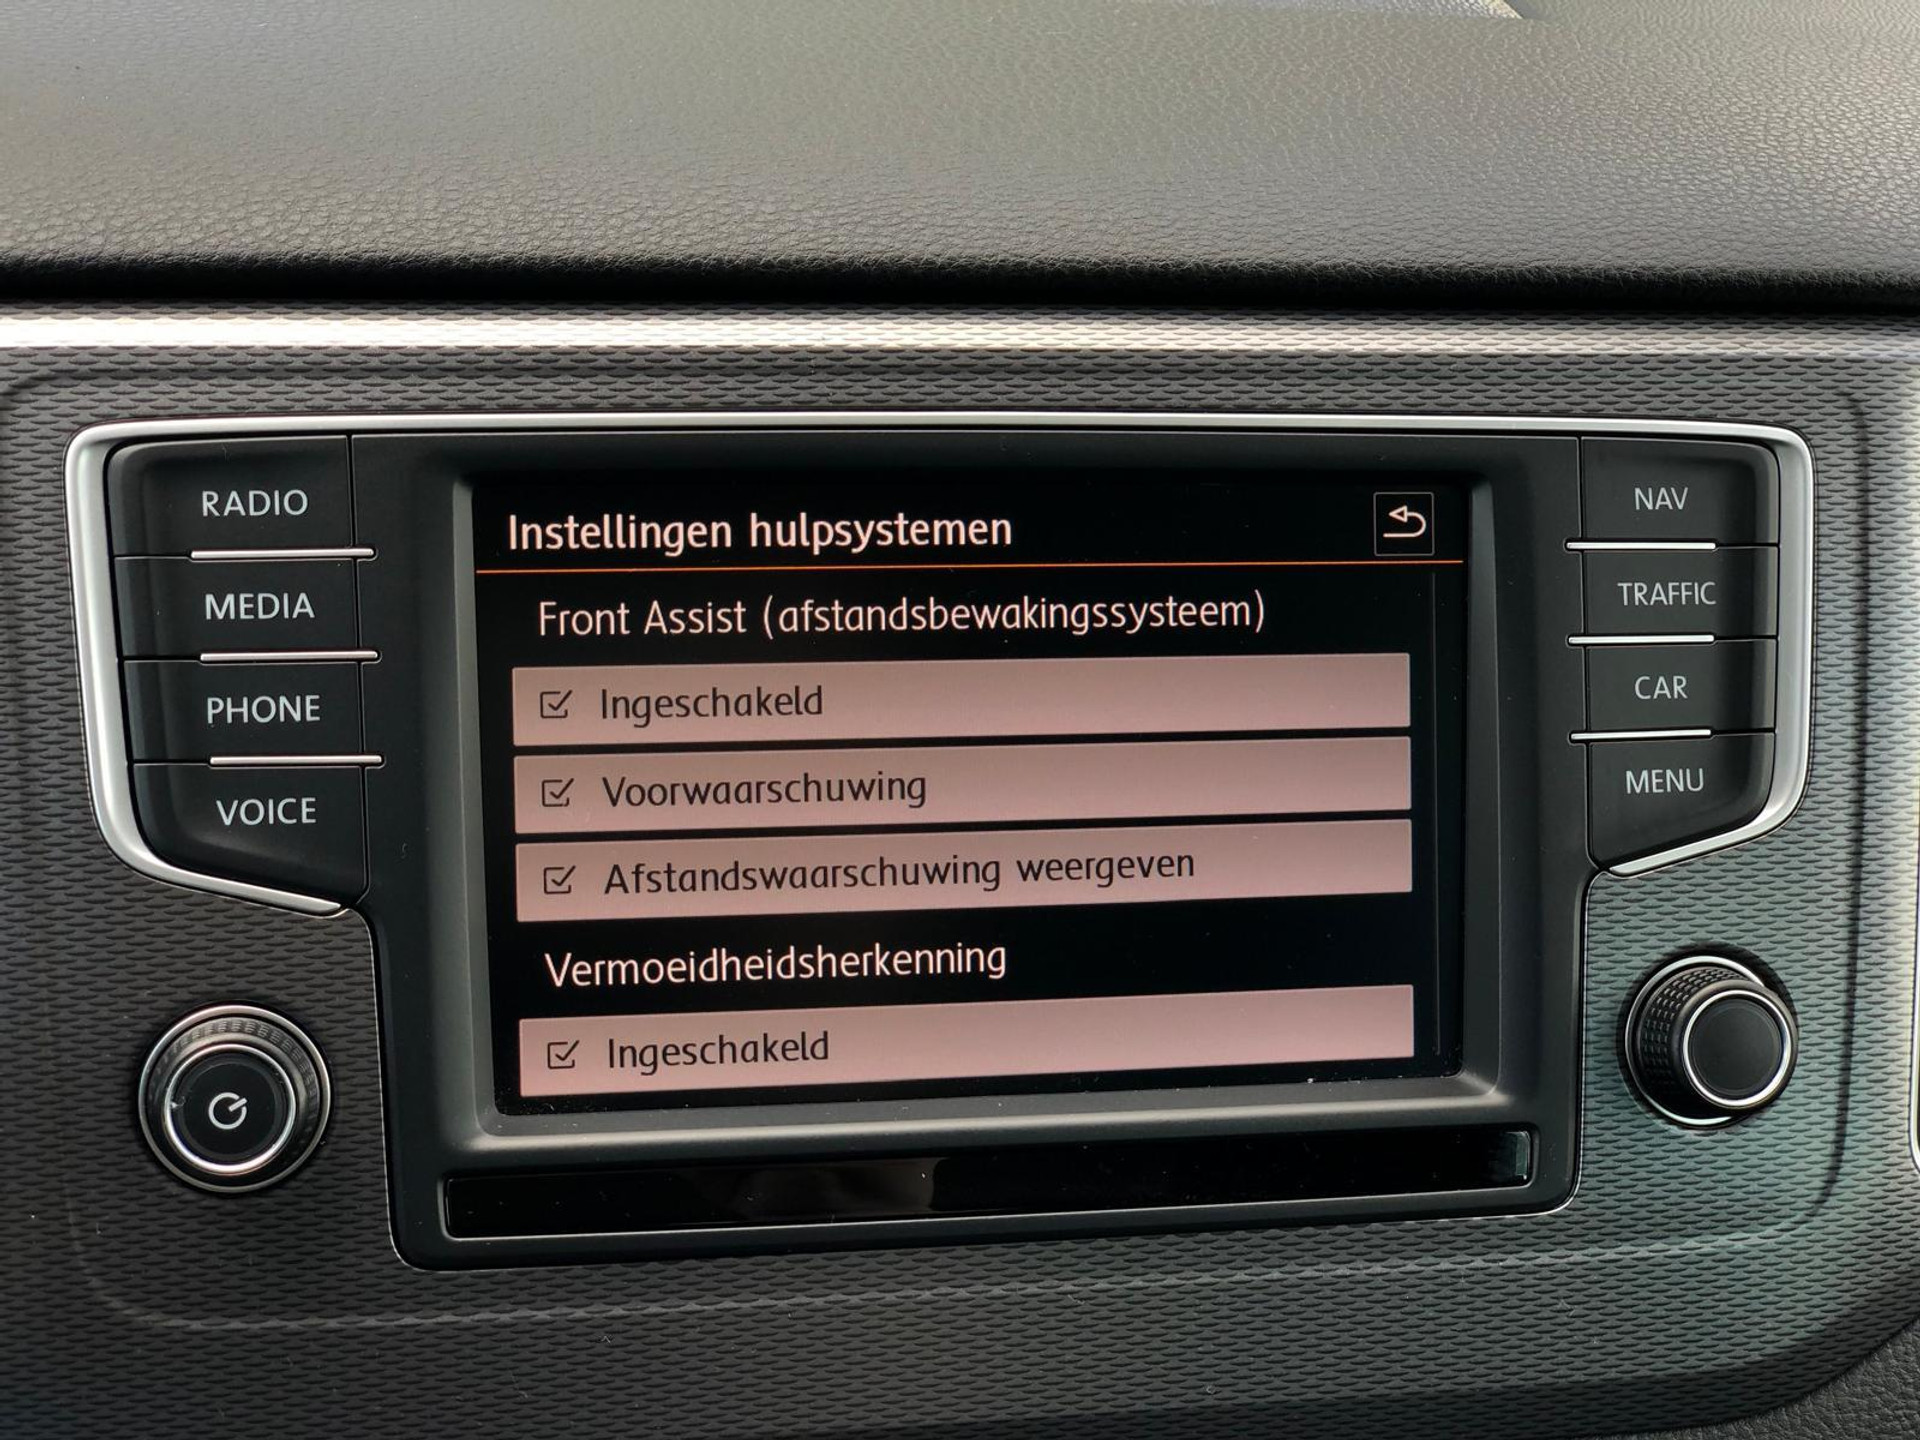 RADIO
MEDIA
PHONE
VOICE
Instellingen hulpsystemen
Front Assist (afstandsbewakingssysteem)
Ingeschakeld
Voorwaarschuwing
Afstandswaarschuwing weergeven
Vermoeidheidsherkenning
Ingeschakeld
NAV
TRAFFIC
CAR
MENU